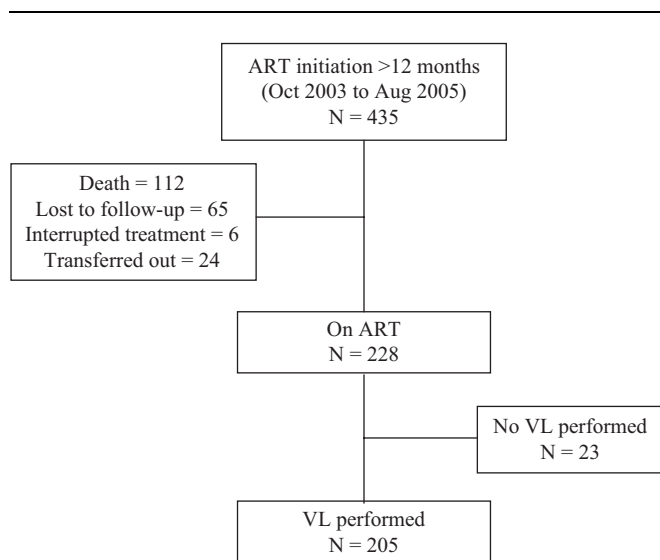 ART initiation >12 months
(Oct 2003 to Aug 2005)
N = 435
Death = 112
Lost to follow-up = 65
Interrupted treatment = 6
Transferred out = 24
On ART
N = 228
No VL performed
N = 23
VL performed
N = 205